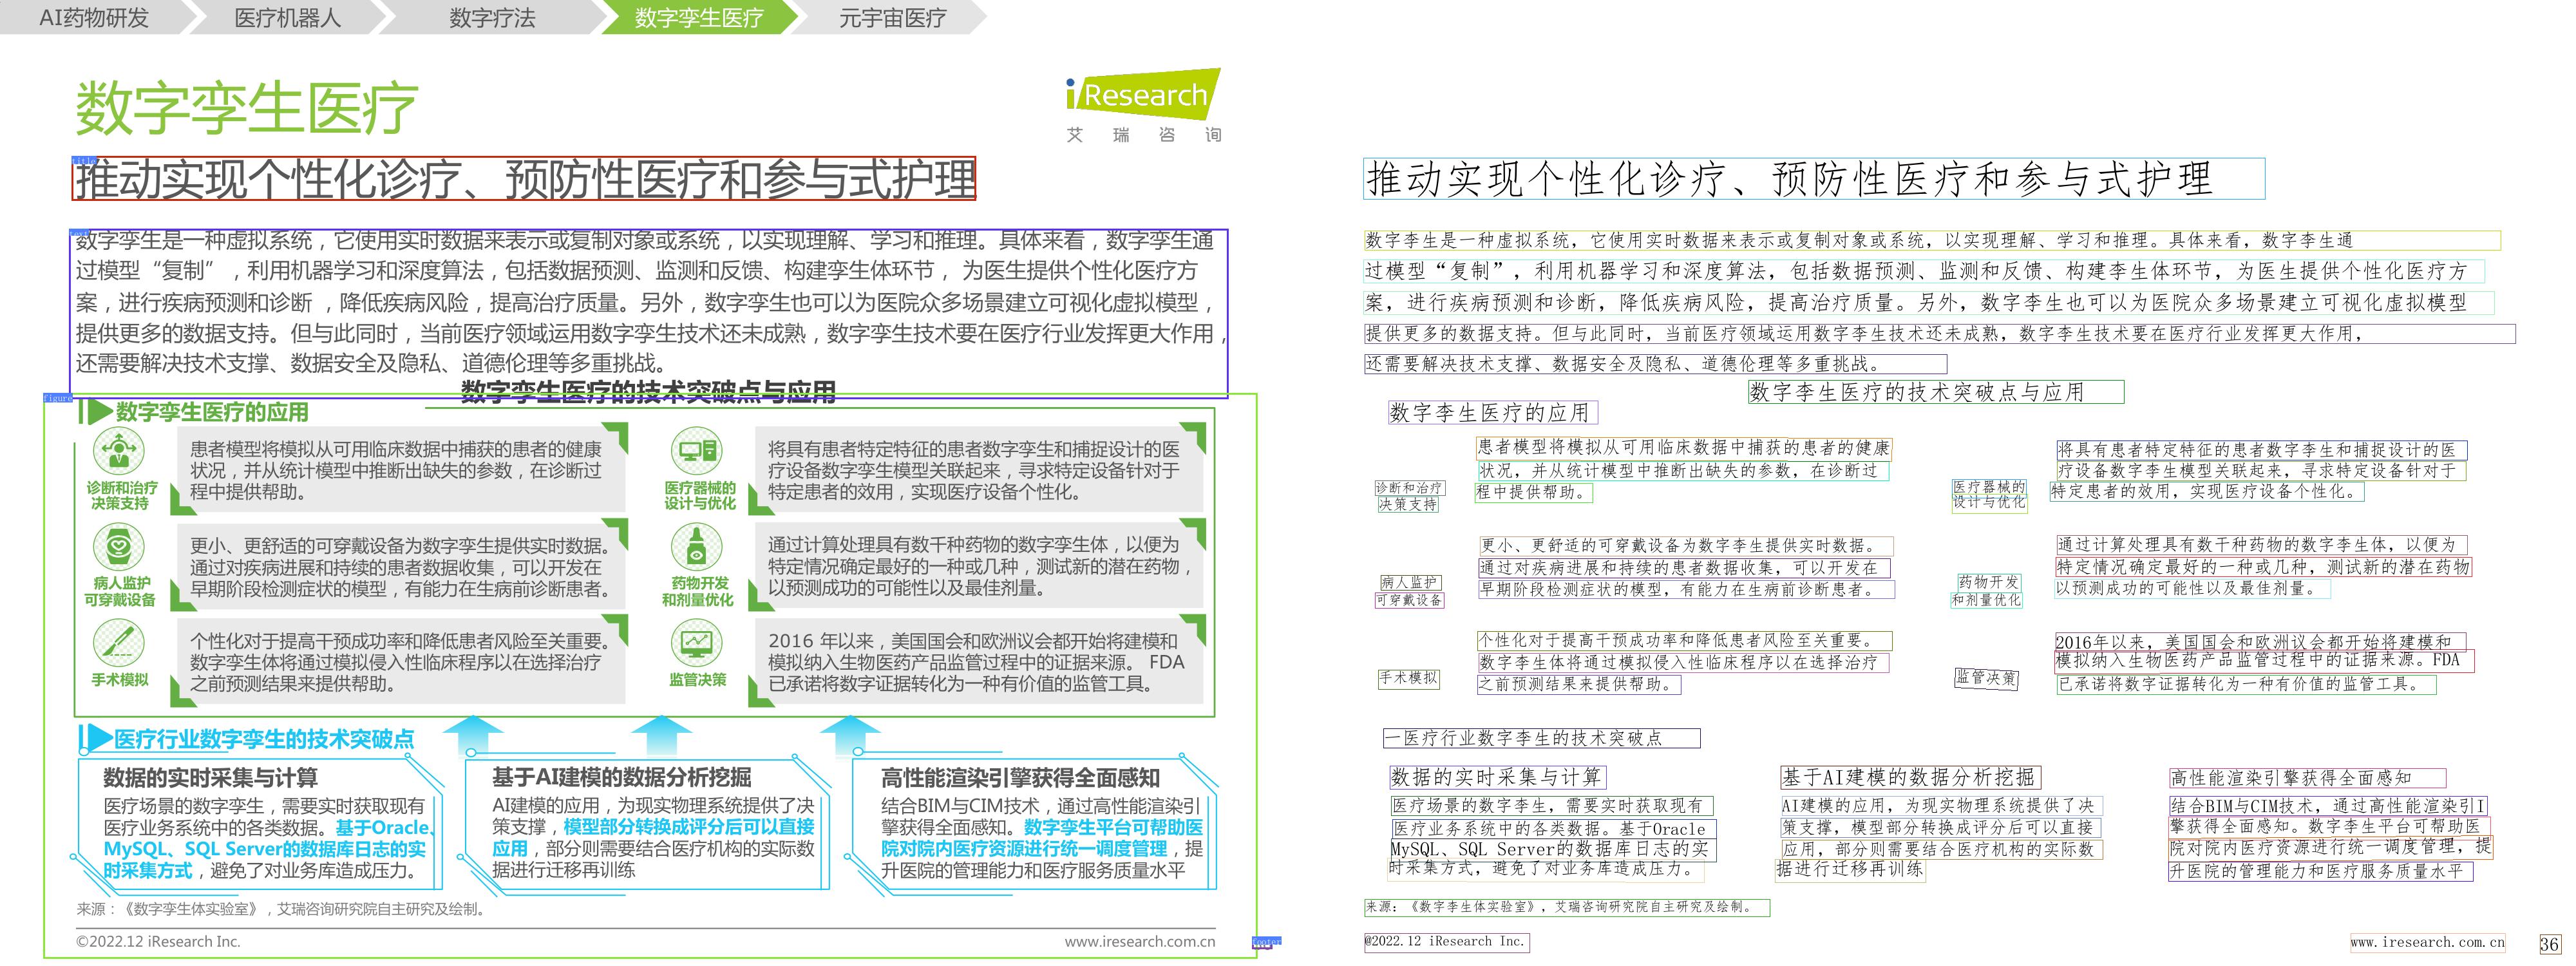 AI药物研发
医疗机器人
数字疗法
数字孪生医疗
元宇宙医疗
数字孪生医疗
iResearch
艾瑞咨询
title
推动实现个性化诊疗、预防性医疗和参与式护理
text
数字孪生是一种虚拟系统，它使用实时数据来表示或复制对象或系统，以实现理解、学习和推理。具体来看，数字孪生通
过模型“复制”，利用机器学习和深度算法，包括数据预测、监测和反馈、构建孪生体环节， 为医生提供个性化医疗方
案，进行疾病预测和诊断 ，降低疾病风险，提高治疗质量。另外，数字孪生也可以为医院众多场景建立可视化虚拟模型，
提供更多的数据支持。但与此同时，当前医疗领域运用数字孪生技术还未成熟，数字孪生技术要在医疗行业发挥更大作用，
还需要解决技术支撑、数据安全及隐私、道德伦理等多重挑战。
数字孪生医疗的技术突破点与应用
figure
数字孪生医疗的应用
诊断和治疗
决策支持
患者模型将模拟从可用临床数据中捕获的患者的健康
状况，并从统计模型中推断出缺失的参数，在诊断过
程中提供帮助。
医疗器械的
设计与优化
将具有患者特定特征的患者数字孪生和捕捉设计的医
疗设备数字孪生模型关联起来，寻求特定设备针对于
特定患者的效用，实现医疗设备个性化。
病人监护
可穿戴设备
更小、更舒适的可穿戴设备为数字孪生提供实时数据。
通过对疾病进展和持续的患者数据收集，可以开发在
早期阶段检测症状的模型，有能力在生病前诊断患者。
药物开发
和剂量优化
通过计算处理具有数千种药物的数字孪生体，以便为
特定情况确定最好的一种或几种，测试新的潜在药物，
以预测成功的可能性以及最佳剂量。
手术模拟
个性化对于提高干预成功率和降低患者风险至关重要。
数字孪生体将通过模拟侵入性临床程序以在选择治疗
之前预测结果来提供帮助。
监管决策
2016 年以来，美国国会和欧洲议会都开始将建模和
模拟纳入生物医药产品监管过程中的证据来源。 FDA
已承诺将数字证据转化为一种有价值的监管工具。
医疗行业数字孪生的技术突破点
数据的实时采集与计算
医疗场景的数字孪生，需要实时获取现有
医疗业务系统中的各类数据。基于Oracle、
MySQL、SQL Server的数据库日志的实
时采集方式，避免了对业务库造成压力。
基于AI建模的数据分析挖掘
AI建模的应用，为现实物理系统提供了决
策支撑，模型部分转换成评分后可以直接
应用，部分则需要结合医疗机构的实际数
据进行迁移再训练
高性能渲染引擎获得全面感知
结合BIM与CIM技术，通过高性能渲染引
擎获得全面感知。数字孪生平台可帮助医
院对院内医疗资源进行统一调度管理，提
升医院的管理能力和医疗服务质量水平
来源：《数字孪生体实验室》，艾瑞咨询研究院自主研究及绘制。
©2022.12 iResearch Inc.
www.iresearch.com.cn
footer
推动实现个性化诊疗、预防性医疗和参与式护理
数字李生是一种虚拟系统，它使用实时数据来表示或复制对象或系统，以实现理解、学习和推理。具体来看，数字李生通
过模型“复制”，利用机器学习和深度算法，包括数据预测、监测和反馈、构建李生体环节，为医生提供个性化医疗方
案，进行疾病预测和诊断，降低疾病风险，提高治疗质量。另外，数字李生也可以为医院众多场景建立可视化虚拟模型
提供更多的数据支持。但与此同时，当前医疗领域运用数字李生技术还未成熟，数字李生技术要在医疗行业发挥更大作用，
还需要解决技术支撑、数据安全及隐私、道德伦理等多重挑战。
数字李生医疗的技术突破点与应用
数字李生医疗的应用
诊断和治疗
决策支持
患者模型将模拟从可用临床数据中捕获的患者的健康
状况，并从统计模型中推断出缺失的参数，在诊断过
程中提供帮助。
医疗器械的
设计与优化
将具有患者特定特征的患者数字李生和捕捉设计的医
疗设备数字李生模型关联起来，寻求特定设备针对于
特定患者的效用，实现医疗设备个性化。
病人监护
可穿戴设备
更小、更舒适的可穿戴设备为数字李生提供实时数据。
通过对疾病进展和持续的患者数据收集，可以开发在
早期阶段检测症状的模型，有能力在生病前诊断患者。
药物开发
和剂量优化
通过计算处理具有数千种药物的数字李生体，以便为
特定情况确定最好的一种或几种，测试新的潜在药物
以预测成功的可能性以及最佳剂量。
手术模拟
个性化对于提高干预成功率和降低患者风险至关重要。
数字李生体将通过模拟侵入性临床程序以在选择治疗
之前预测结果来提供帮助。
监管决策
2016年以来，美国国会和欧洲议会都开始将建模和
模拟纳入生物医药产品监管过程中的证据来源。FDA
已承诺将数字证据转化为一种有价值的监管工具。
一医疗行业数字李生的技术突破点
数据的实时采集与计算
医疗场景的数字李生，需要实时获取现有
医疗业务系统中的各类数据。基于Oracle
MySQL、SQL Server的数据库日志的实
时采集方式，避免了对业务库造成压力。
基于AI建模的数据分析挖掘
AI建模的应用，为现实物理系统提供了决
策支撑，模型部分转换成评分后可以直接
应用，部分则需要结合医疗机构的实际数
据进行迁移再训练
高性能渲染引擎获得全面感知
结合BIM与CIM技术，通过高性能渲染引I
擎获得全面感知。数字李生平台可帮助医
院对院内医疗资源进行统一调度管理，提
升医院的管理能力和医疗服务质量水平
来源：《数字李生体实验室》，艾瑞咨询研究院自主研究及绘制。
@2022.12 iResearch Inc.
www.iresearch.com.cn
36